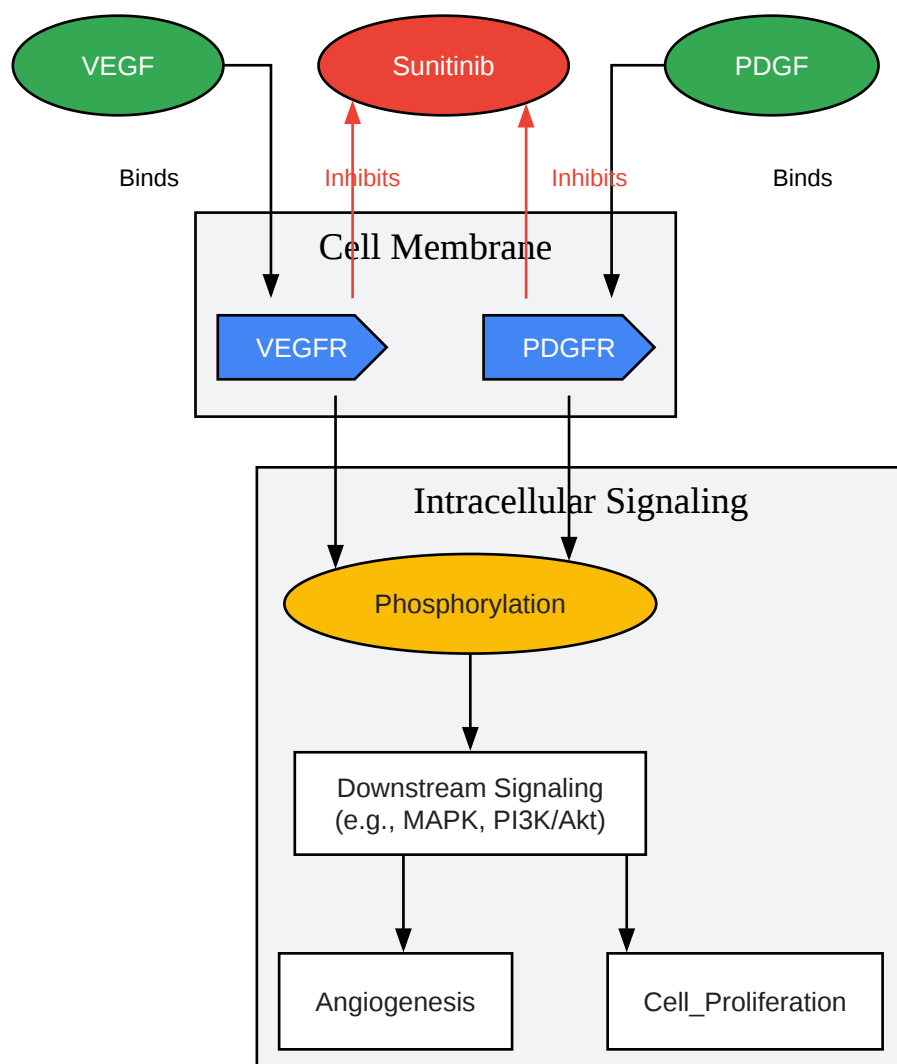 VEGF
Sunitinib
PDGF
Binds
Inhibits
Inhibits
Binds
Cell Membrane
VEGFR
PDGFR
Intracellular Signaling
Phosphorylation
Downstream Signaling
(e.g., MAPK, PI3K/Akt)
Angiogenesis
Cell_Proliferation